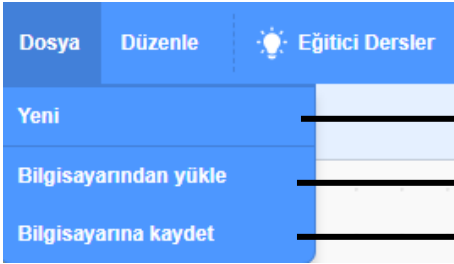 Dosya Düzenle Eğitici Dersler
Yeni
Bilgisayarından yükle
Bilgisayarına kaydet